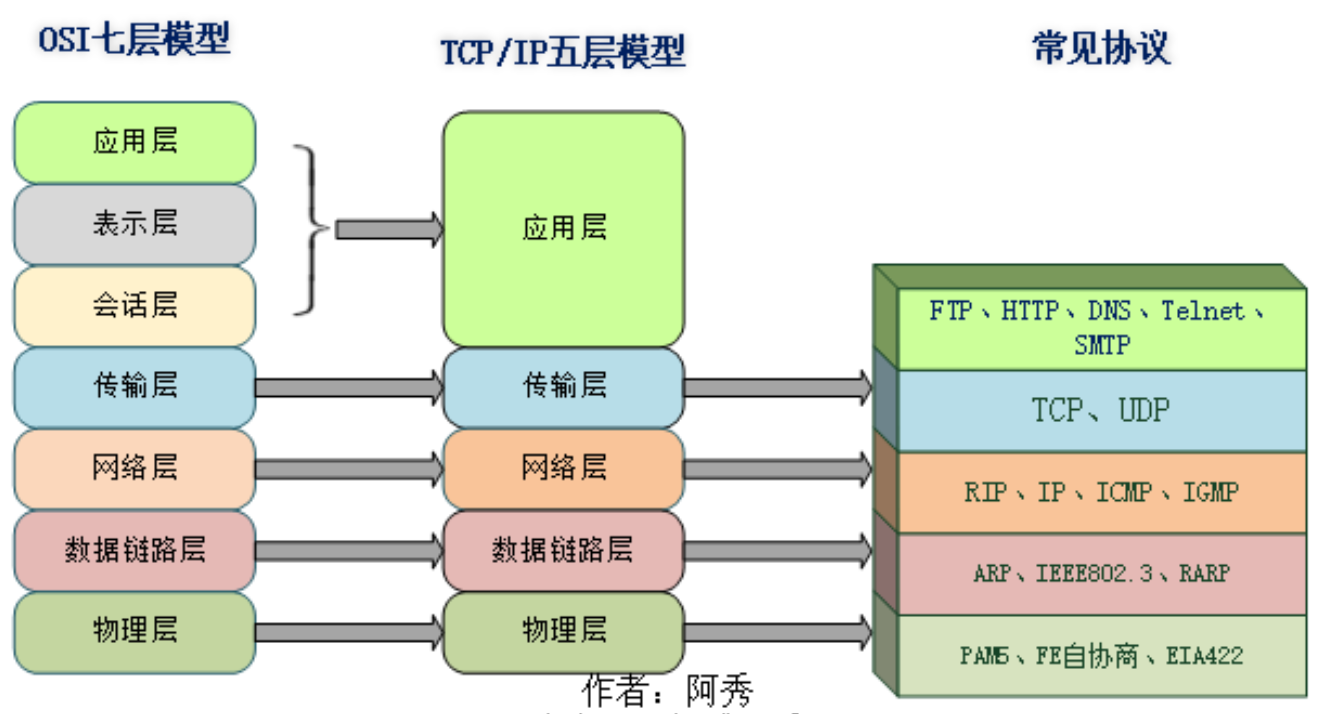 OSI七层模型
TCP/IP五层模型
常见协议
应用层
表示层
会话层
传输层
网络层
数据链路层
物理层
应用层
传输层
网络层
数据链路层
物理层
FTP、HTTP、DNS、Telnet、
SMTP
TCP、UDP
RIP、IP、ICMP、IGMP
ARP、IEEE802.3、RARP
PAM5、FE自协商、EIA422
作者：阿秀